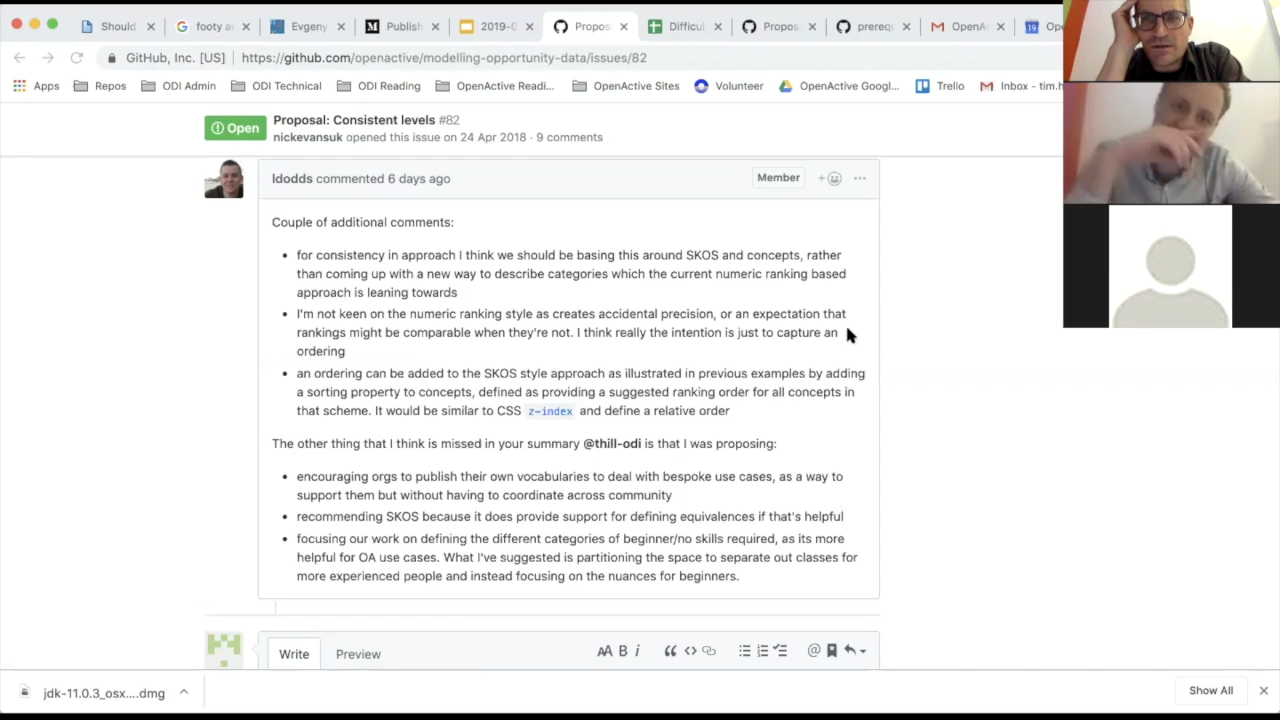 Should
footy ac
Evgeny
Publish
2019-0
Propos
Difficul
Propos
prerequ
OpenAc
19
Ope
GitHub, Inc. [US]
https://github.com/openactive/modelling-opportunity-data/issues/82
Apps
Repos
ODI Admin
ODI Technical
ODI Reading
OpenActive Readi...
OpenActive Sites
Volunteer
OpenActive Googl...
Trello
Inbox - tim.h
Open
Proposal: Consistent levels #82
nickevansuk opened this issue on 24 Apr 2018 · 9 comments
ldodds commented 6 days ago
Member
Couple of additional comments:
• for consistency in approach I think we should be basing this around SKOS and concepts, rather
than coming up with a new way to describe categories which the current numeric ranking based
approach is leaning towards
• I'm not keen on the numeric ranking style as creates accidental precision, or an expectation that
rankings might be comparable when they're not. I think really the intention is just to capture an
ordering
• an ordering can be added to the SKOS style approach as illustrated in previous examples by adding
a sorting property to concepts, defined as providing a suggested ranking order for all concepts in
that scheme. It would be similar to CSS z-index and define a relative order
The other thing that I think is missed in your summary @thill-odi is that I was proposing:
• encouraging orgs to publish their own vocabularies to deal with bespoke use cases, as a way to
support them but without having to coordinate across community
• recommending SKOS because it does provide support for defining equivalences if that's helpful
• focusing our work on defining the different categories of beginner/no skills required, as its more
helpful for OA use cases. What I've suggested is partitioning the space to separate out classes for
more experienced people and instead focusing on the nuances for beginners.
Write
Preview
AA B i
jdk-11.0.3_osx....dmg
Show All